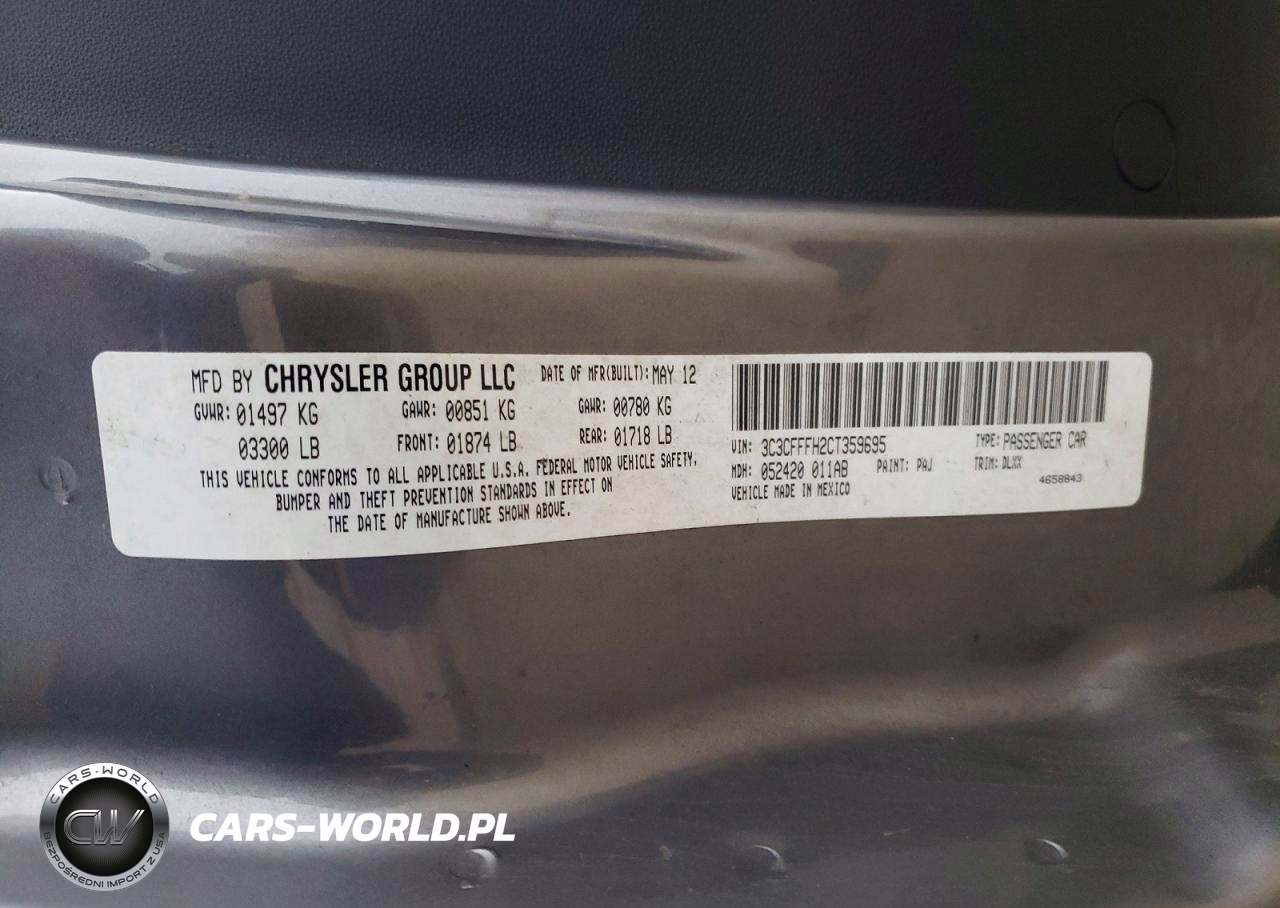 MFD BY CHRYSLER GROUP LLC DATE OF MFR(BUILT): MAY 12
GVWR: 01497 KG GAWR: 00851 KG GAWR: 00780 KG
03300 LB FRONT: 01874 LB REAR: 01718 LB
THIS VEHICLE CONFORMS TO ALL APPLICABLE U.S.A. FEDERAL MOTOR VEHICLE SAFETY,
BUMPER AND THEFT PREVENTION STANDARDS IN EFFECT ON
THE DATE OF MANUFACTURE SHOWN ABOVE.
VIN: 3C3CFFFH2CT359695 TYPE: PASSENGER CAR
MDH: 052420 011AB PAINT: PAJ TRIM: DLXX
VEHICLE MADE IN MEXICO 4658843
CARS-WORLD
CW
BEZPOŚREDNI IMPORT Z USA
CARS-WORLD.PL